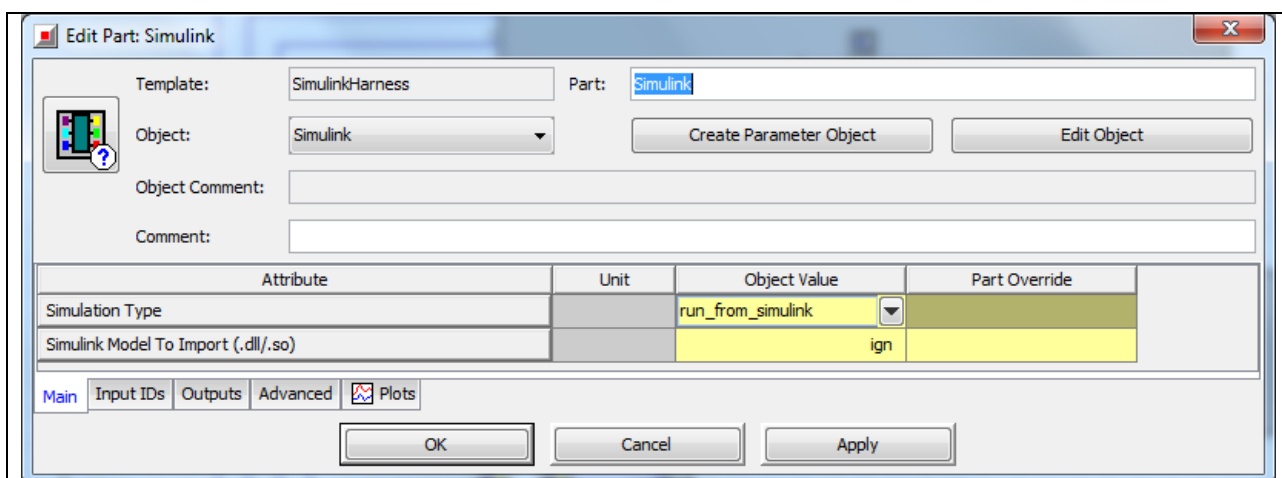 Edit Part: Simulink
X
Template: SimulinkHarness Part: Simulink
Object: Simulink Create Parameter Object Edit Object
?
Object Comment:
Comment:
Attribute Unit Object Value Part Override
Simulation Type run_from_simulink
Simulink Model To Import (.dll/.so) ign
Main Input IDs Outputs Advanced Plots
OK Cancel Apply